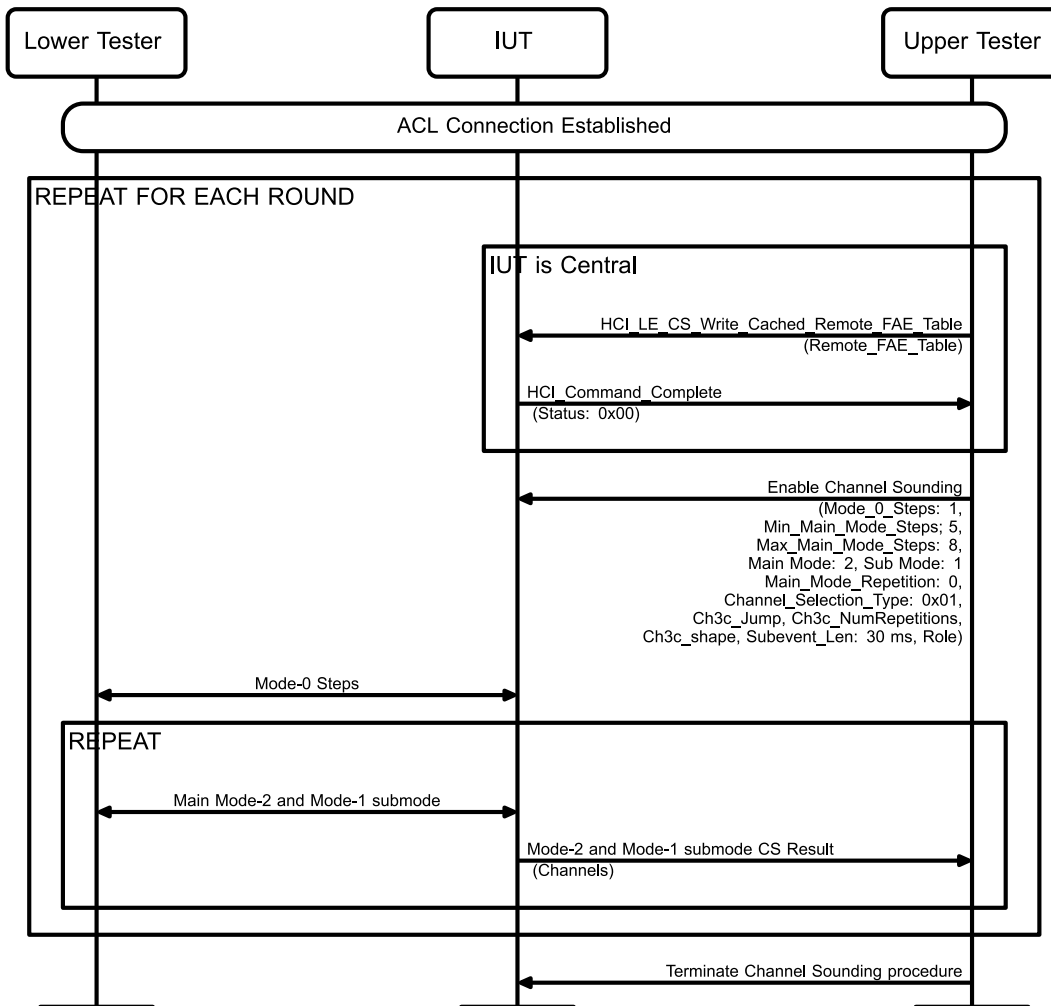 Lower Tester
IUT
Upper Tester
ACL Connection Established
REPEAT FOR EACH ROUND
IUT is Central
HCI_LE_CS_Write_Cached_Remote_FAE_Table
(Remote_FAE_Table)
HCI_Command_Complete
(Status: 0x00)
Enable Channel Sounding
(Mode_0_Steps: 1,
Min_Main_Mode_Steps; 5,
Max_Main_Mode_Steps: 8,
Main Mode: 2, Sub Mode: 1
Main_Mode_Repetition: 0,
Channel_Selection_Type: 0x01,
Ch3c_Jump, Ch3c_NumRepetitions,
Ch3c_shape, Subevent_Len: 30 ms, Role)
Mode-0 Steps
REPEAT
Main Mode-2 and Mode-1 submode
Mode-2 and Mode-1 submode CS Result
(Channels)
Terminate Channel Sounding procedure